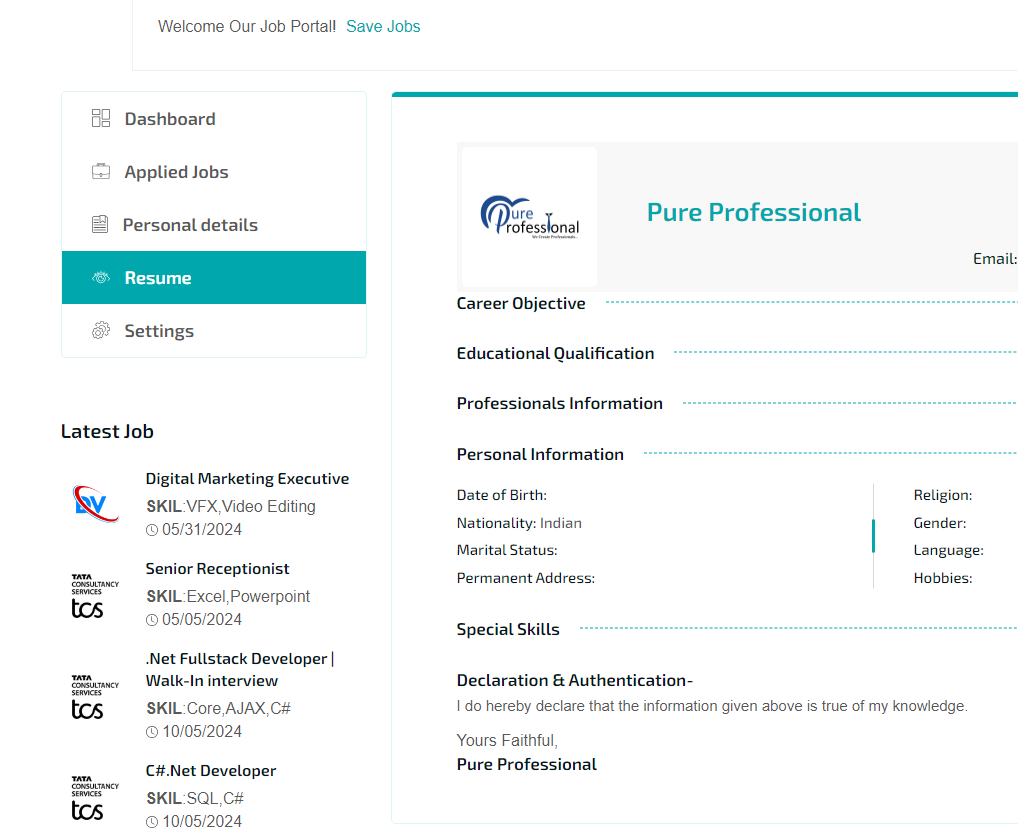 Welcome Our Job Portal! Save Jobs
Dashboard
Applied Jobs
Personal details
Resume
Settings
Latest Job
DV
Digital Marketing Executive
SKIL:VFX,Video Editing
05/31/2024
TATA
CONSULTANCY
SERVICES
tcs
Senior Receptionist
SKIL:Excel,Powerpoint
05/05/2024
TATA
CONSULTANCY
SERVICES
tcs
.Net Fullstack Developer |
Walk-In interview
SKIL:Core,AJAX,C#
10/05/2024
TATA
CONSULTANCY
SERVICES
tcs
C#.Net Developer
SKIL:SQL,C#
10/05/2024
Pure
Professional
We Create Professionals..
Pure Professional
Email:
Career Objective
Educational Qualification
Professionals Information
Personal Information
Date of Birth:
Nationality: Indian
Marital Status:
Permanent Address:
Religion:
Gender:
Language:
Hobbies:
Special Skills
Declaration & Authentication-
I do hereby declare that the information given above is true of my knowledge.
Yours Faithful,
Pure Professional